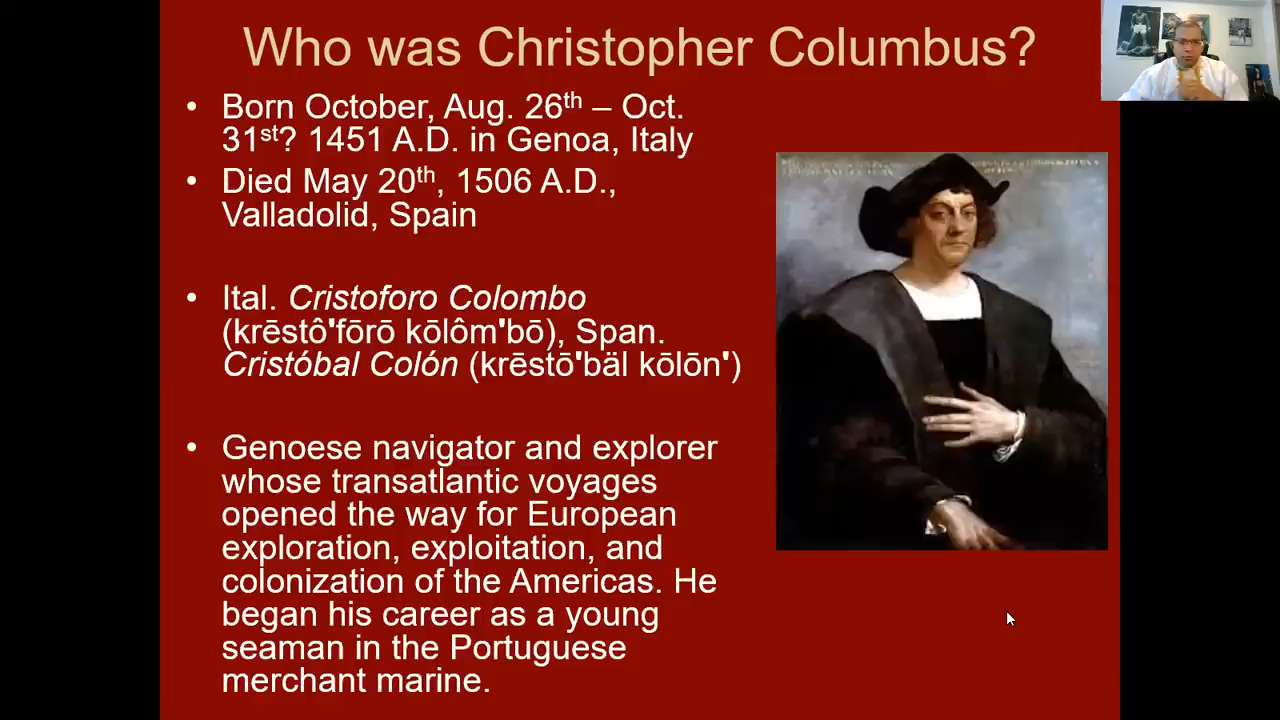 Who was Christopher Columbus?
• Born October, Aug. 26th – Oct.
31st? 1451 A.D. in Genoa, Italy
• Died May 20th, 1506 A.D.,
Valladolid, Spain
• Ital. Cristoforo Colombo
(krēstô'fōrō kōlôm'bō), Span.
Cristóbal Colón (krēstō'bäl kōlōn')
• Genoese navigator and explorer
whose transatlantic voyages
opened the way for European
exploration, exploitation, and
colonization of the Americas. He
began his career as a young
seaman in the Portuguese
merchant marine.